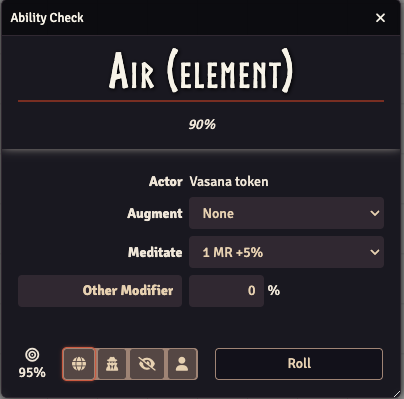 Ability Check
Air (element)
90%
Actor Vasana token
Augment None
Meditate 1 MR +5%
Other Modifier 0 %
95% Roll